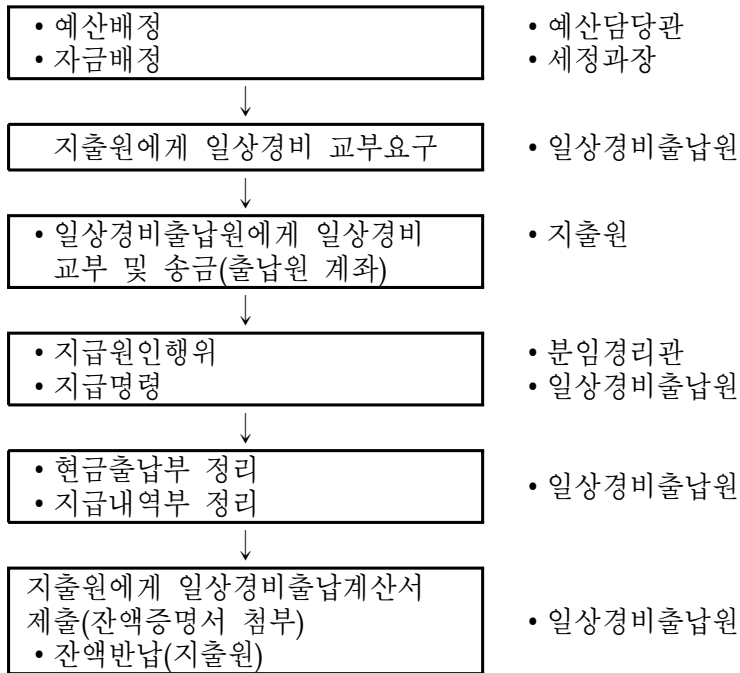 • 예산배정
• 자금배정
• 예산담당관
• 세정과장
지출원에게 일상경비 교부요구
• 일상경비출납원
• 일상경비출납원에게 일상경비
교부 및 송금(출납원 계좌)
• 지출원
• 지급원인행위
• 지급명령
• 분임경리관
• 일상경비출납원
• 현금출납부 정리
• 지급내역부 정리
• 일상경비출납원
지출원에게 일상경비출납계산서
제출(잔액증명서 첨부)
• 잔액반납(지출원)
• 일상경비출납원